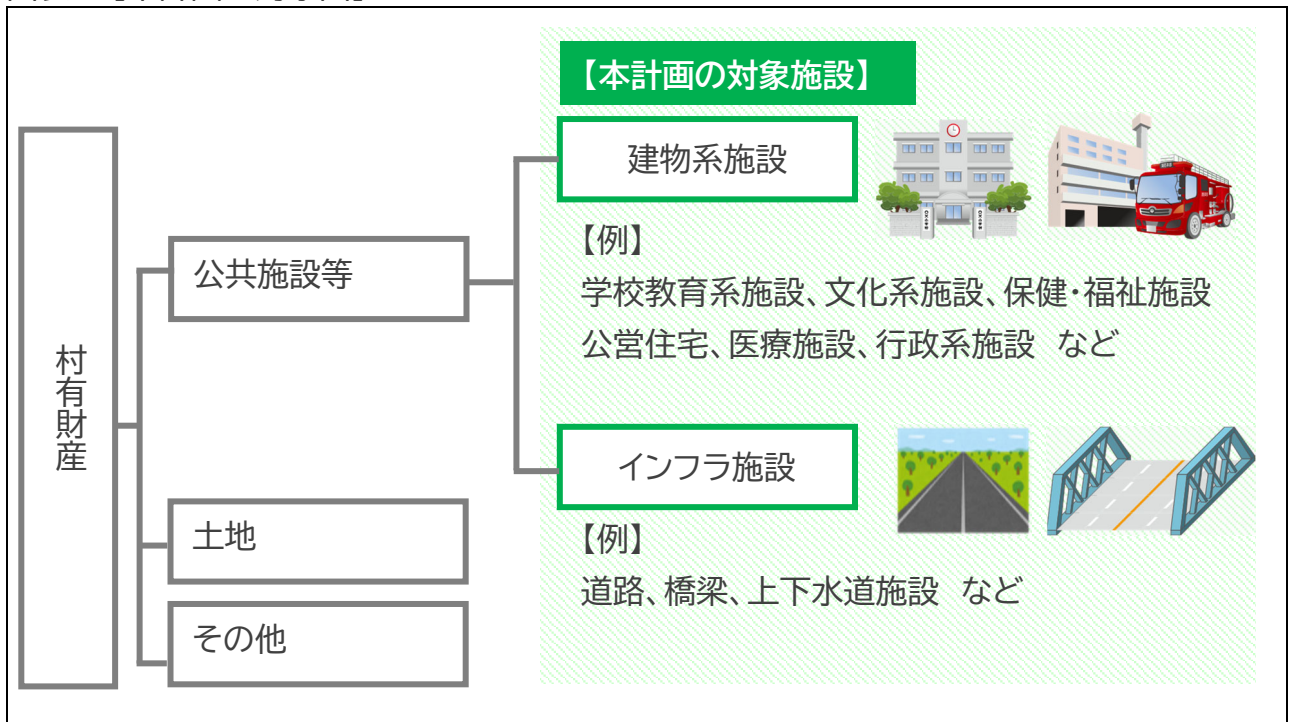 【本計画の対象施設】
村有財産
公共施設等
土地
その他
建物系施設
【例】
学校教育系施設、文化系施設、保健・福祉施設
公営住宅、医療施設、行政系施設 など
インフラ施設
【例】
道路、橋梁、上下水道施設 など